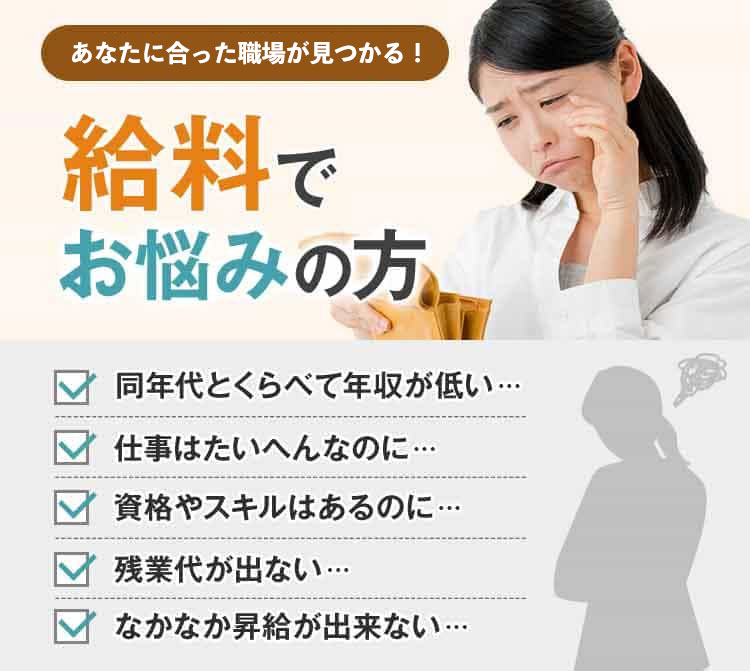 あなたに合った職場が見つかる！
給料で
お悩みの方
同年代とくらべて年収が低い…
仕事はたいへんなのに…
資格やスキルはあるのに…
残業代が出ない…
なかなか昇給が出来ない…